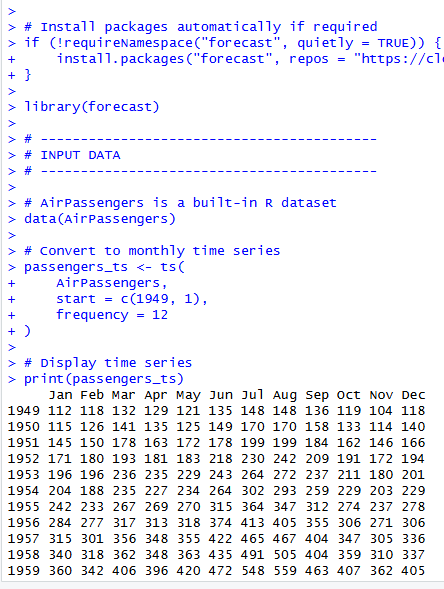 >
> # Install packages automatically if required
> if (!requireNamespace("forecast", quietly = TRUE)) {
+     install.packages("forecast", repos = "https://cl
+ }
>
> library(forecast)
>
> # ------------------------------------------
> # INPUT DATA
> # ------------------------------------------
>
> # AirPassengers is a built-in R dataset
> data(AirPassengers)
>
> # Convert to monthly time series
> passengers_ts <- ts(
+     AirPassengers,
+     start = c(1949, 1),
+     frequency = 12
+ )
>
> # Display time series
> print(passengers_ts)
     Jan Feb Mar Apr May Jun Jul Aug Sep Oct Nov Dec
1949 112 118 132 129 121 135 148 148 136 119 104 118
1950 115 126 141 135 125 149 170 170 158 133 114 140
1951 145 150 178 163 172 178 199 199 184 162 146 166
1952 171 180 193 181 183 218 230 242 209 191 172 194
1953 196 196 236 235 229 243 264 272 237 211 180 201
1954 204 188 235 227 234 264 302 293 259 229 203 229
1955 242 233 267 269 270 315 364 347 312 274 237 278
1956 284 277 317 313 318 374 413 405 355 306 271 306
1957 315 301 356 348 355 422 465 467 404 347 305 336
1958 340 318 362 348 363 435 491 505 404 359 310 337
1959 360 342 406 396 420 472 548 559 463 407 362 405